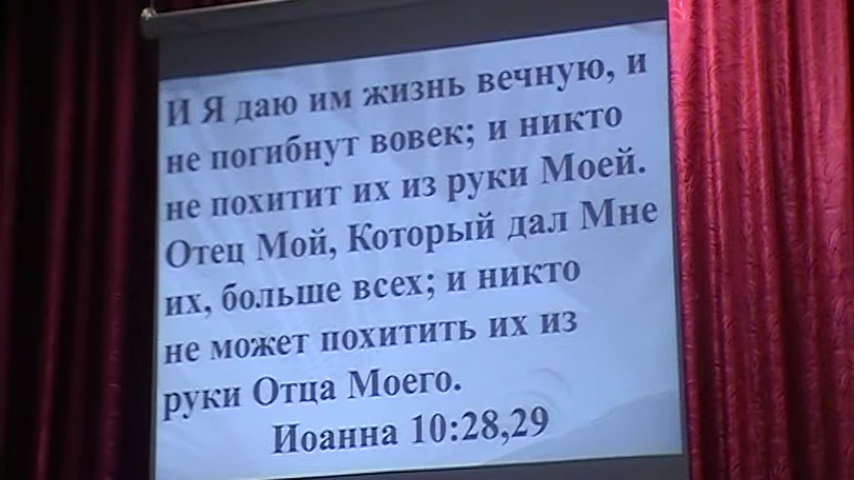 И Я даю им жизнь вечную, и
не погибнут вовек; и никто
не похитит их из руки Моей.
Отец Мой, Который дал Мне
их, больше всех; и никто
не может похитить их из
руки Отца Моего.
Иоанна 10:28,29